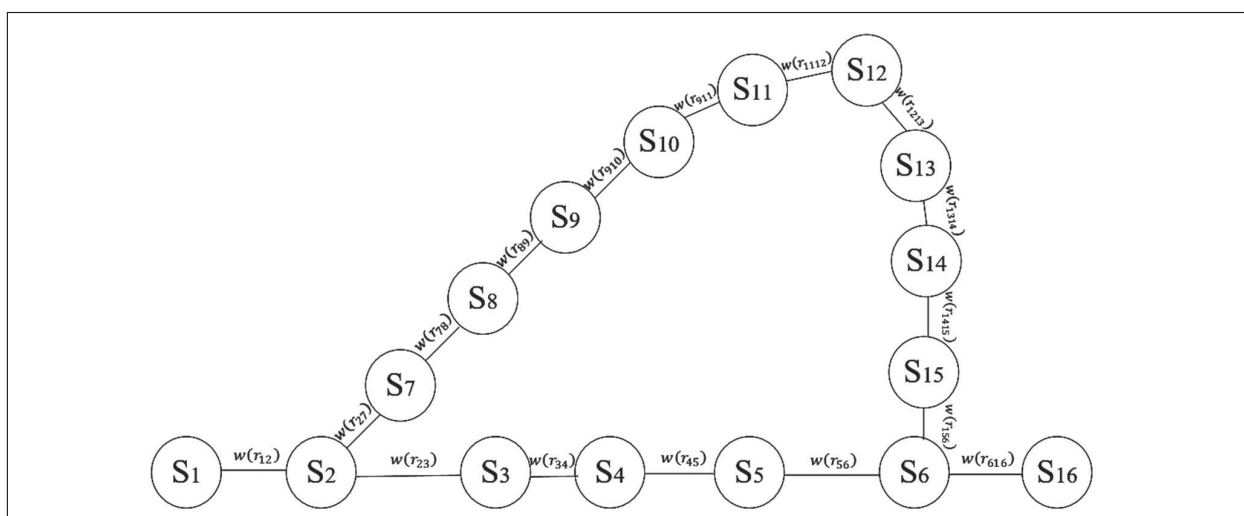 S12
w(r1112)
S11
w(r911)
w(r1213)
S10
S13
w(r910)
w(r1314)
S9
S14
w(r89)
S8
w(r1415)
w(r78)
S15
S7
w(r27)
w(r156)
S1 w(r12) S2 w(r23) S3 w(r34) S4 w(r45) S5 w(r56) S6 w(r616) S16